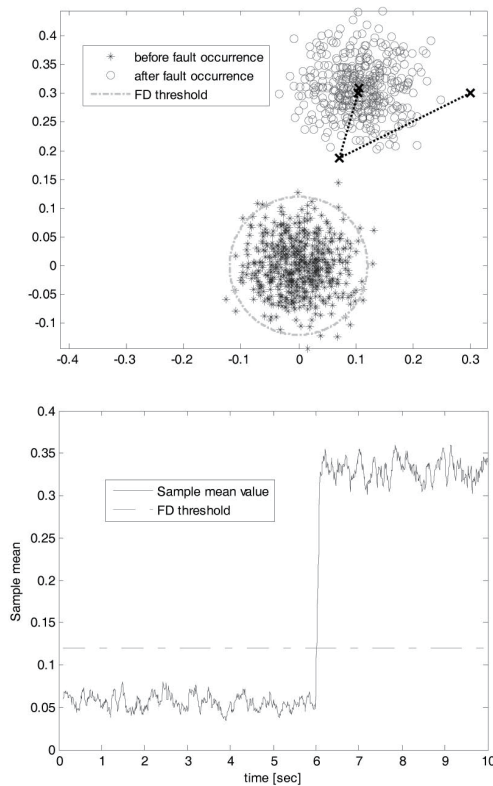 0.4
0.35
0.3
0.25
0.2
0.15
0.1
0.05
0
-0.05
-0.1
before fault occurrence
after fault occurrence
FD threshold
-0.4 -0.3 -0.2 -0.1 0 0.1 0.2 0.3
0.4
0.35
0.3
0.25
0.2
0.15
0.1
0.05
0
Sample mean
Sample mean value
FD threshold
0 1 2 3 4 5 6 7 8 9 10
time [sec]